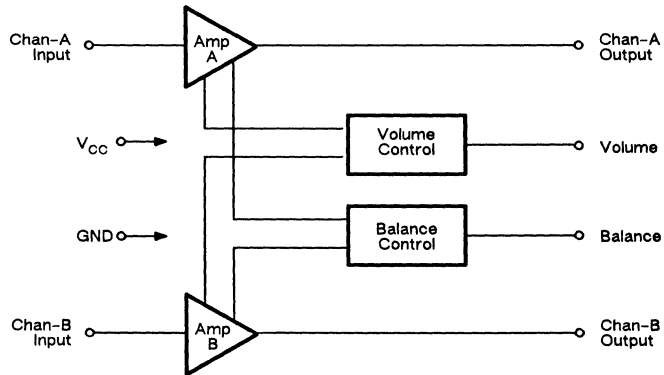 Chan-A
Input
Amp
A
Chan-A
Output
VCC
Volume
Control
Volume
GND
Balance
Control
Balance
Chan-B
Input
Amp
B
Chan-B
Output